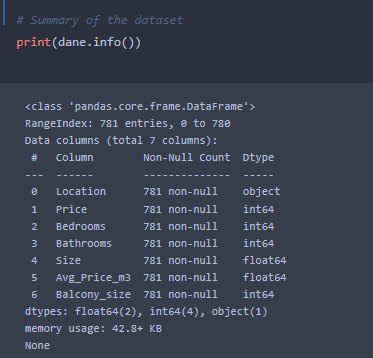 # Summary of the dataset
print(dane.info())
<class 'pandas.core.frame.DataFrame'>
RangeIndex: 781 entries, 0 to 780
Data columns (total 7 columns):
 #   Column        Non-Null Count  Dtype
---  ------        --------------  -----
 0   Location      781 non-null    object
 1   Price         781 non-null    int64
 2   Bedrooms      781 non-null    int64
 3   Bathrooms     781 non-null    int64
 4   Size          781 non-null    float64
 5   Avg_Price_m3  781 non-null    float64
 6   Balcony_size  781 non-null    int64
dtypes: float64(2), int64(4), object(1)
memory usage: 42.8+ KB
None